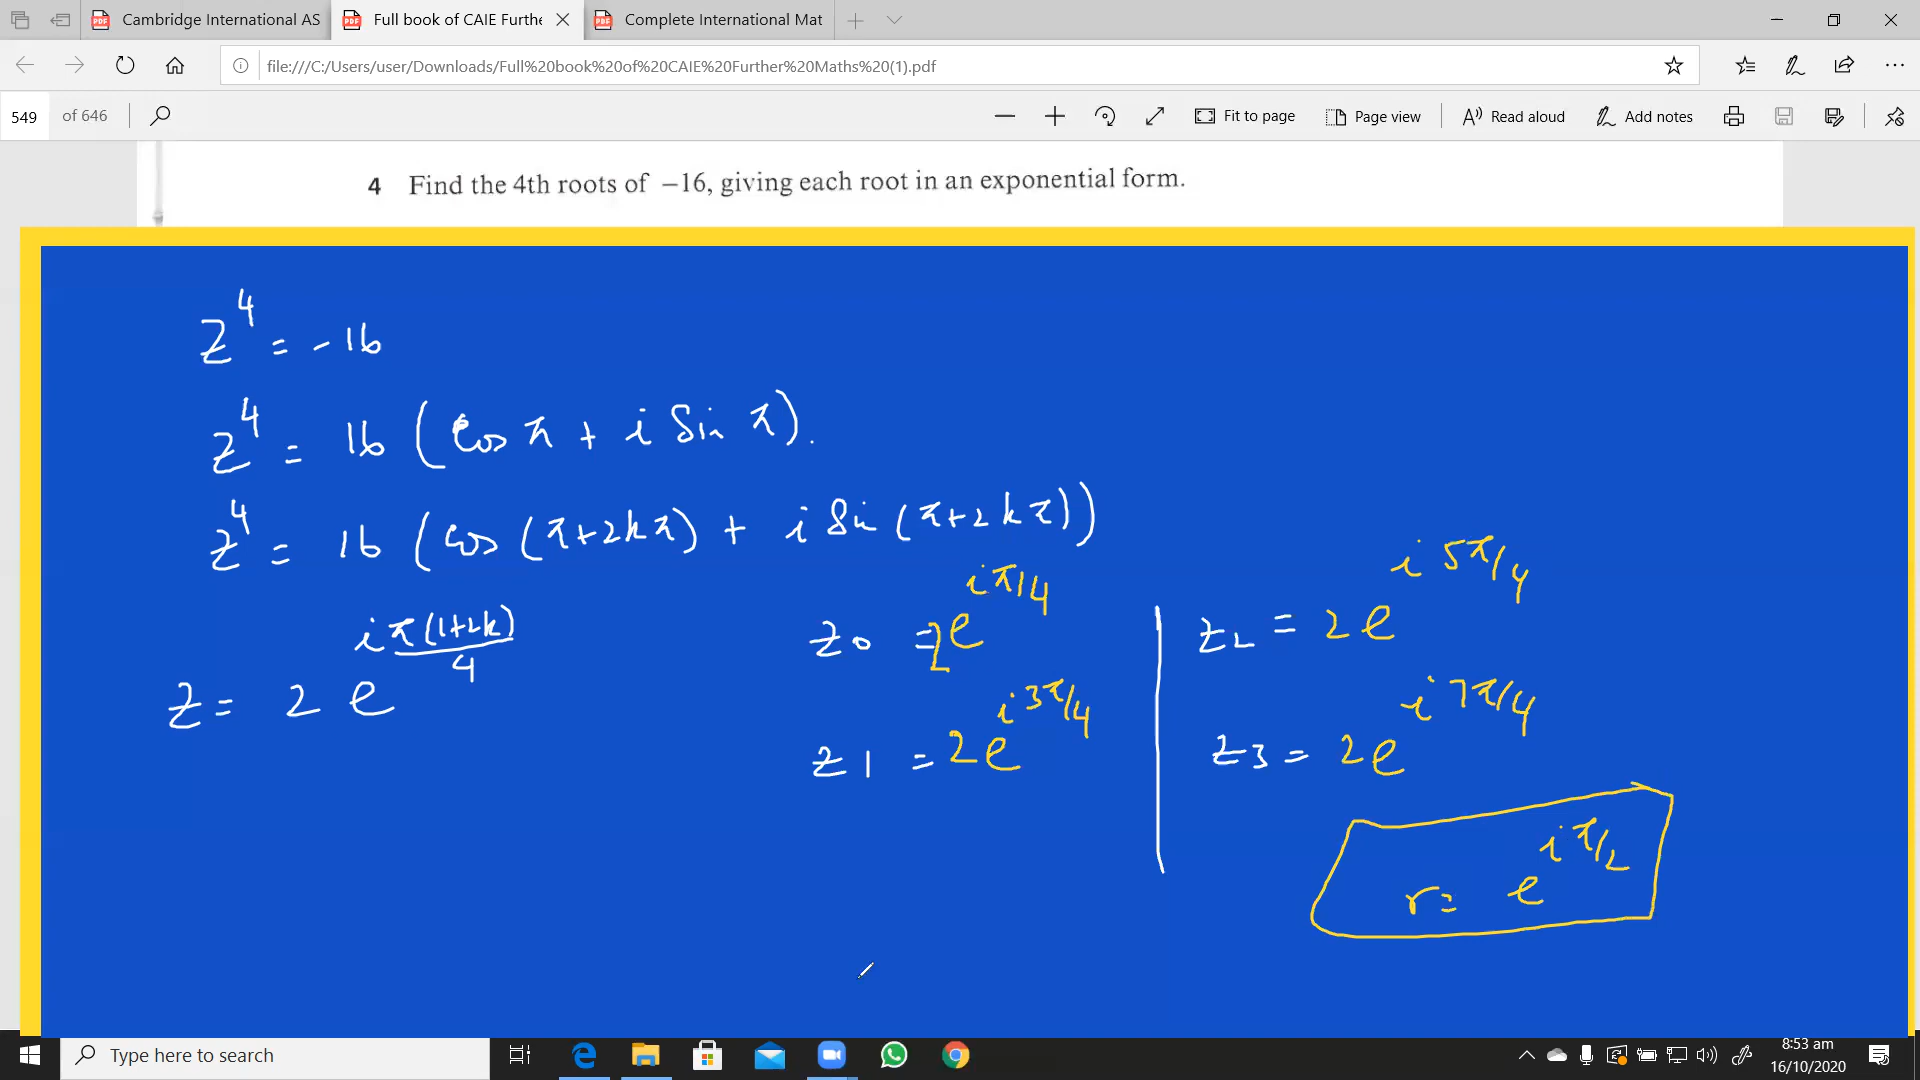 Cambridge International AS
Full book of CAIE Furthe
Complete International Mat
file:///C:/Users/user/Downloads/Full%20book%20of%20CAIE%20Further%20Maths%20(1).pdf
549 of 646
Fit to page
Page view
Read aloud
Add notes
4 Find the 4th roots of −16, giving each root in an exponential form.
z^4 = -16
z^4 = 16 (Cos π + i Sin π).
z^4 = 16 (Cos (π+2kπ) + i Sin (π+2kπ))
z = 2 e^{iπ(1+2k)/4}
z0 = 2e^{iπ/4}
z1 = 2e^{i3π/4}
z2 = 2e^{i5π/4}
z3 = 2e^{i7π/4}
r = e^{iπ/2}
Type here to search
8:53 am
16/10/2020